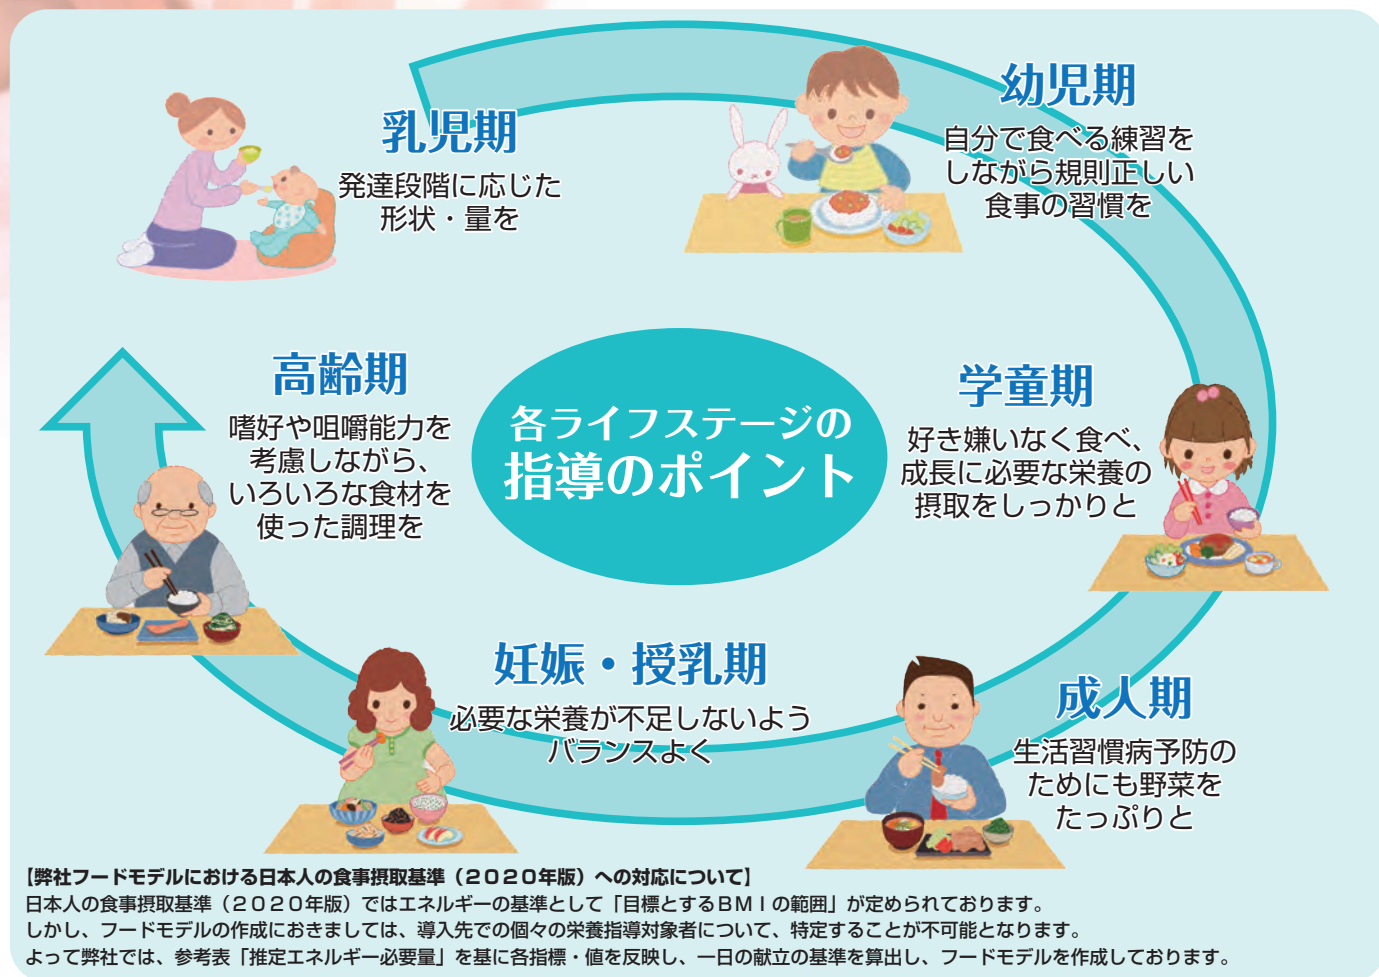 乳児期
発達段階に応じた
形状・量を
幼児期
自分で食べる練習を
しながら規則正しい
食事の習慣を
学童期
好き嫌いなく食べ、
成長に必要な栄養の
摂取をしっかりと
成人期
生活習慣病予防の
ためにも野菜を
たっぷりと
妊娠・授乳期
必要な栄養が不足しないよう
バランスよく
高齢期
嗜好や咀嚼能力を
考慮しながら、
いろいろな食材を
使った調理を
各ライフステージの
指導のポイント
【弊社フードモデルにおける日本人の食事摂取基準（２０２０年版）への対応について】
日本人の食事摂取基準（２０２０年版）ではエネルギーの基準として「目標とするＢＭＩの範囲」が定められております。
しかし、フードモデルの作成におきましては、導入先での個々の栄養指導対象者について、特定することが不可能となります。
よって弊社では、参考表「推定エネルギー必要量」を基に各指標・値を反映し、一日の献立の基準を算出し、フードモデルを作成しております。